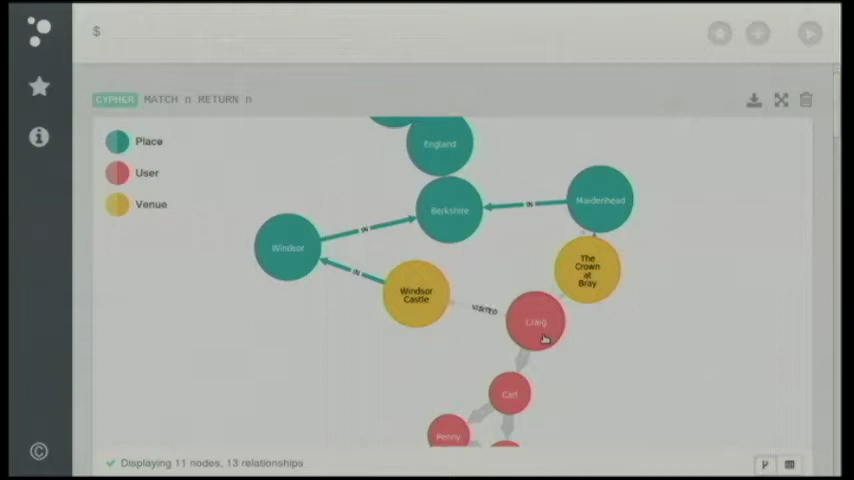 $
CYPHER MATCH n RETURN n
Place
User
Venue
England
Berkshire
IN
Maidenhead
Windsor
IN
IN
Windsor
Castle
VISITED
The
Crown
at
Bray
Craig
Carl
Penny
Displaying 11 nodes, 13 relationships
©